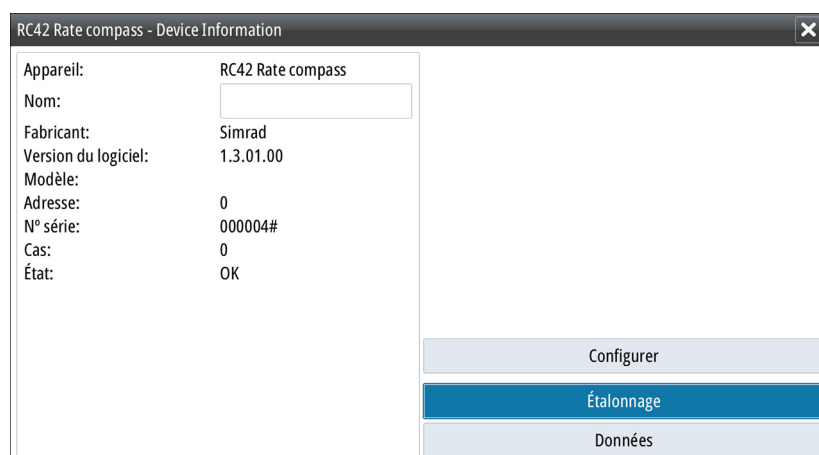 RC42 Rate compass - Device Information
Appareil: RC42 Rate compass
Nom:
Fabricant: Simrad
Version du logiciel: 1.3.01.00
Modèle:
Adresse: 0
Nº série: 000004#
Cas: 0
État: OK
Configurer
Étalonnage
Données